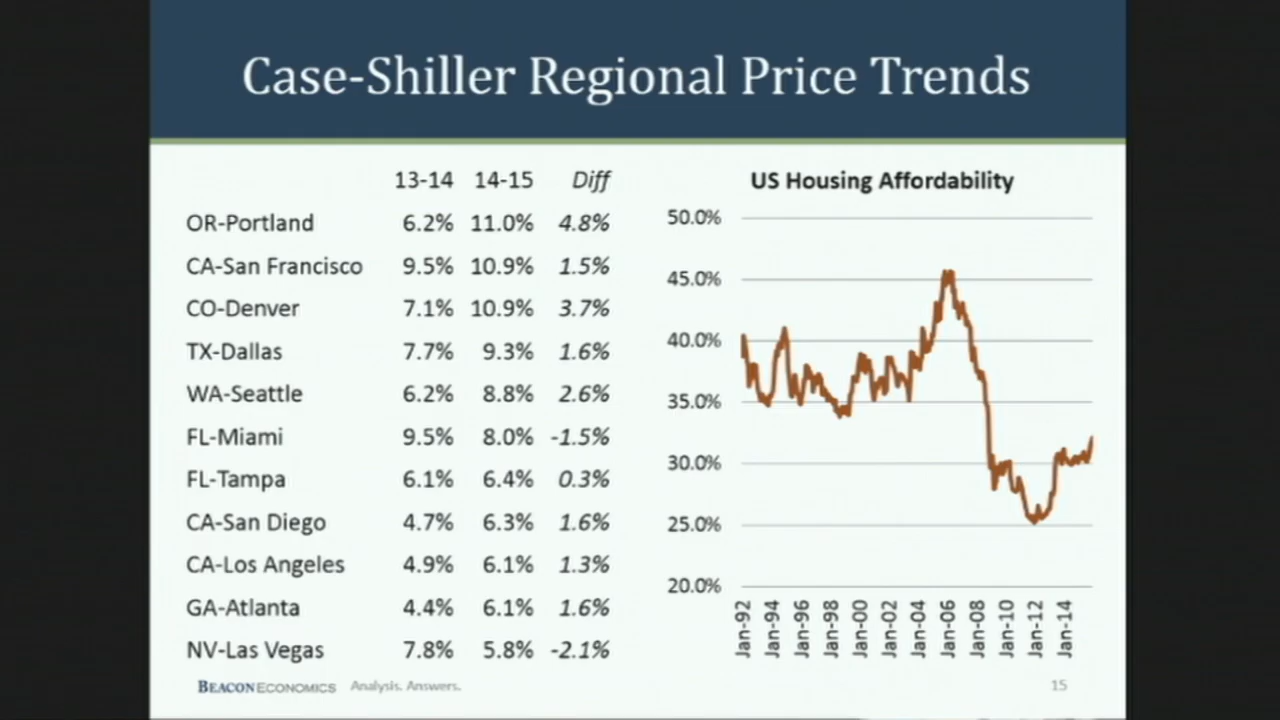 Case-Shiller Regional Price Trends
13-14 14-15 Diff
OR-Portland 6.2% 11.0% 4.8%
CA-San Francisco 9.5% 10.9% 1.5%
CO-Denver 7.1% 10.9% 3.7%
TX-Dallas 7.7% 9.3% 1.6%
WA-Seattle 6.2% 8.8% 2.6%
FL-Miami 9.5% 8.0% -1.5%
FL-Tampa 6.1% 6.4% 0.3%
CA-San Diego 4.7% 6.3% 1.6%
CA-Los Angeles 4.9% 6.1% 1.3%
GA-Atlanta 4.4% 6.1% 1.6%
NV-Las Vegas 7.8% 5.8% -2.1%
US Housing Affordability
50.0%
45.0%
40.0%
35.0%
30.0%
25.0%
20.0%
Jan-92 Jan-94 Jan-96 Jan-98 Jan-00 Jan-02 Jan-04 Jan-06 Jan-08 Jan-10 Jan-12 Jan-14
BEACON ECONOMICS Analysis. Answers. 15